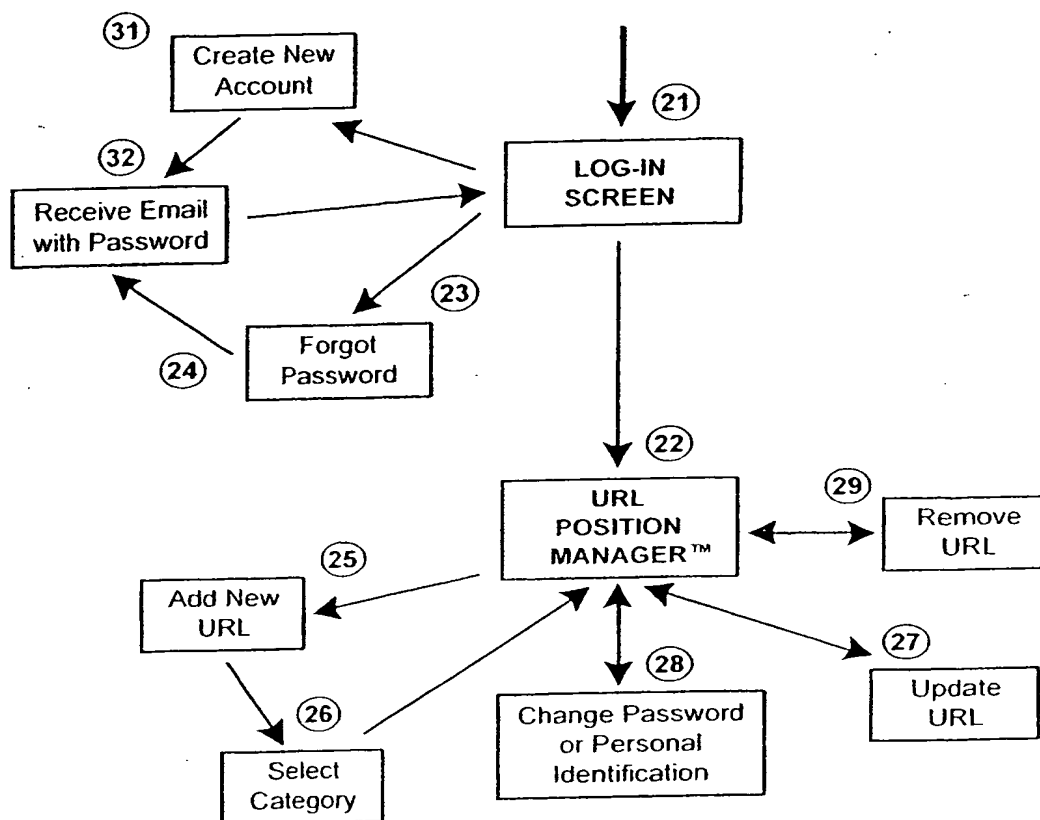 31
Create New
Account
21
LOG-IN
SCREEN
32
Receive Email
with Password
23
Forgot
Password
24
22
URL
POSITION
MANAGER™
29
Remove
URL
25
Add New
URL
27
Update
URL
28
Change Password
or Personal
Identification
26
Select
Category